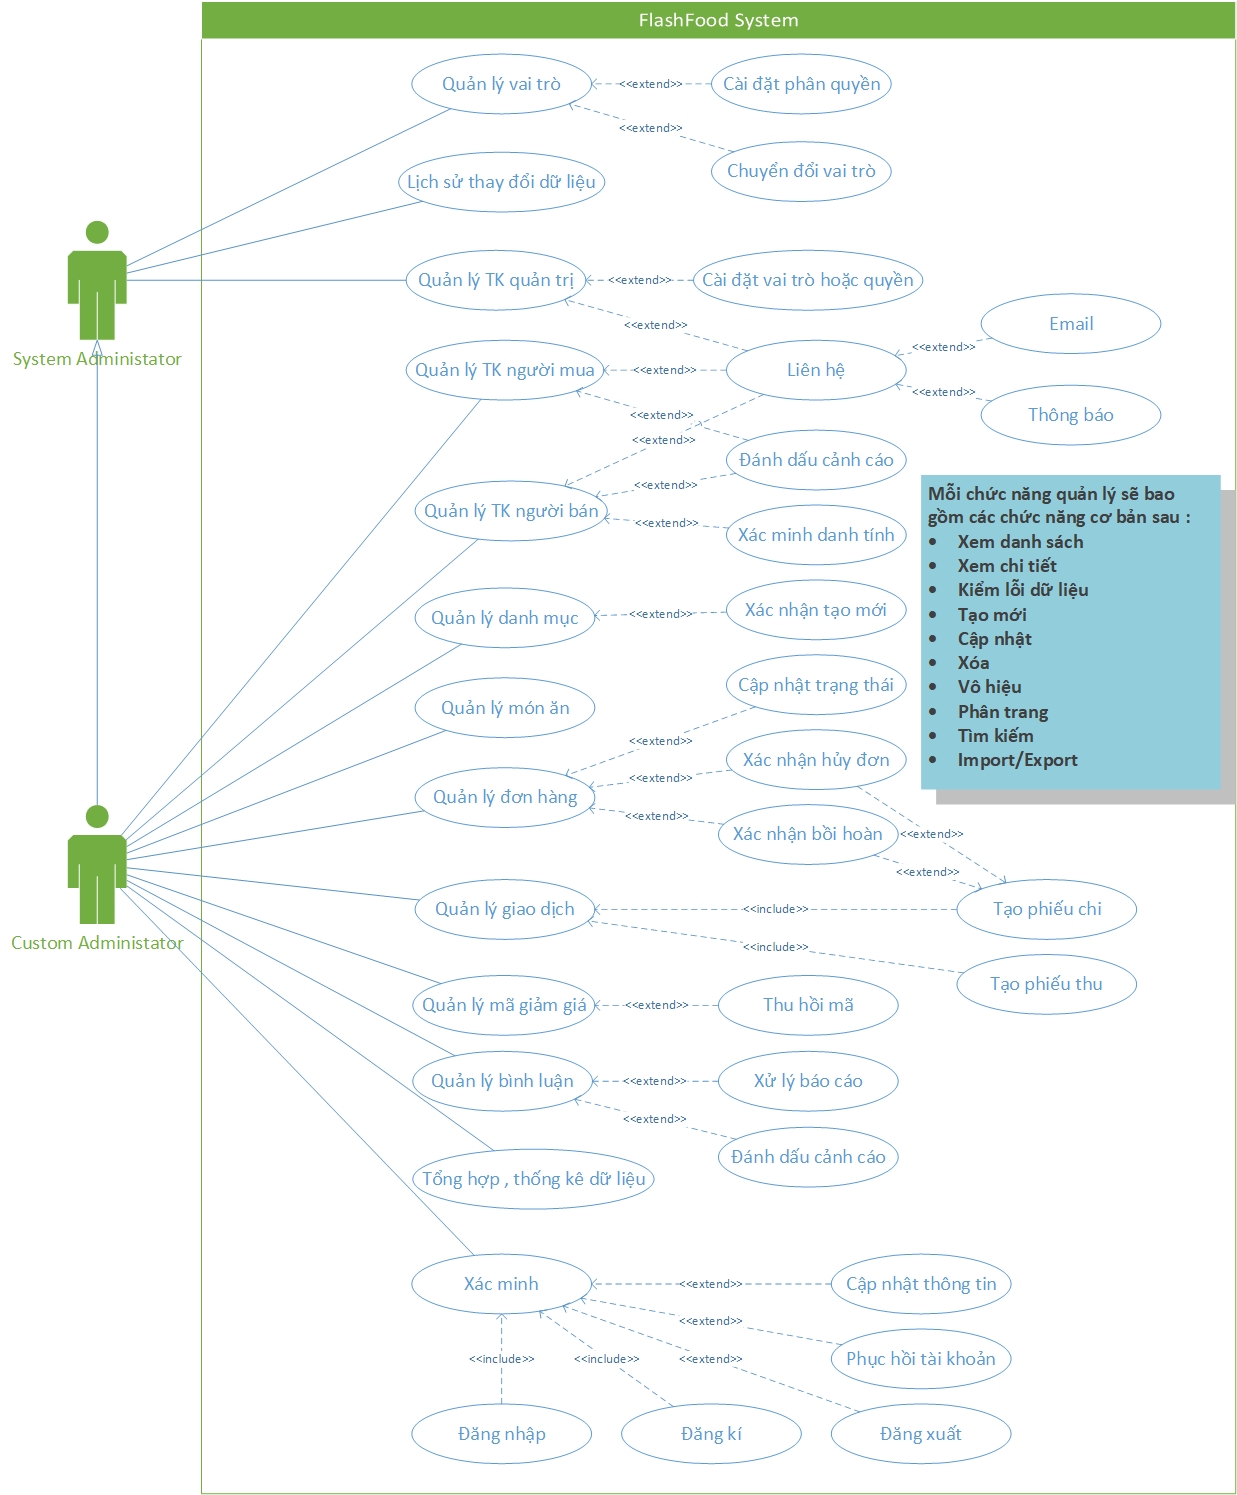 FlashFood System
Quản lý vai trò
<<extend>>
Cài đặt phân quyền
<<extend>>
Chuyển đổi vai trò
Lịch sử thay đổi dữ liệu
Quản lý TK quản trị
<<extend>>
Cài đặt vai trò hoặc quyền
<<extend>>
Email
System Administator
<<extend>>
Quản lý TK người mua
<<extend>>
Liên hệ
<<extend>>
Thông báo
<<extend>>
<<extend>>
Đánh dấu cảnh cáo
<<extend>>
Quản lý TK người bán
<<extend>>
Xác minh danh tính
Mỗi chức năng quản lý sẽ bao
gồm các chức năng cơ bản sau :
• Xem danh sách
• Xem chi tiết
• Kiểm lỗi dữ liệu
• Tạo mới
• Cập nhật
• Xóa
• Vô hiệu
• Phân trang
• Tìm kiếm
• Import/Export
Quản lý danh mục
<<extend>>
Xác nhận tạo mới
Quản lý món ăn
Cập nhật trạng thái
<<extend>>
Xác nhận hủy đơn
<<extend>>
Quản lý đơn hàng
<<extend>>
Xác nhận bồi hoàn
<<extend>>
<<extend>>
Custom Administator
Quản lý giao dịch
<<include>>
Tạo phiếu chi
<<include>>
Tạo phiếu thu
Quản lý mã giảm giá
<<extend>>
Thu hồi mã
Quản lý bình luận
<<extend>>
Xử lý báo cáo
<<extend>>
Đánh dấu cảnh cáo
Tổng hợp , thống kê dữ liệu
Xác minh
<<extend>>
Cập nhật thông tin
<<extend>>
Phục hồi tài khoản
<<include>>
<<include>>
<<extend>>
Đăng nhập
Đăng kí
Đăng xuất